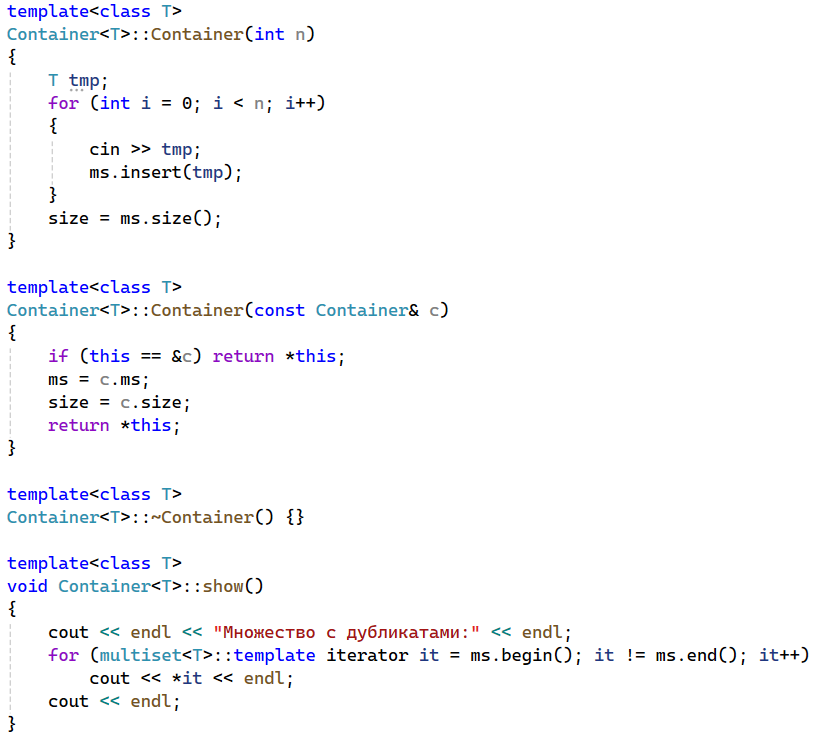 template<class T>
Container<T>::Container(int n)
{
    T tmp;
    for (int i = 0; i < n; i++)
    {
        cin >> tmp;
        ms.insert(tmp);
    }
    size = ms.size();
}

template<class T>
Container<T>::Container(const Container& c)
{
    if (this == &c) return *this;
    ms = c.ms;
    size = c.size;
    return *this;
}

template<class T>
Container<T>::~Container() {}

template<class T>
void Container<T>::show()
{
    cout << endl << "Множество с дубликатами:" << endl;
    for (multiset<T>::template iterator it = ms.begin(); it != ms.end(); it++)
        cout << *it << endl;
    cout << endl;
}